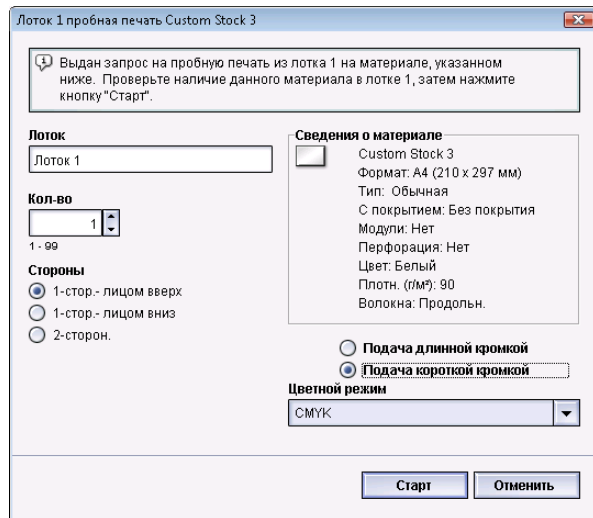 Лоток 1 пробная печать Custom Stock 3
Выдан запрос на пробную печать из лотка 1 на материале, указанном
ниже. Проверьте наличие данного материала в лотке 1, затем нажмите
кнопку "Старт".
Лоток
Лоток 1
Кол-во
1
1 - 99
Стороны
1-стор.- лицом вверх
1-стор.- лицом вниз
2-сторон.
Сведения о материале
Custom Stock 3
Формат: A4 (210 x 297 мм)
Тип: Обычная
С покрытием: Без покрытия
Модули: Нет
Перфорация: Нет
Цвет: Белый
Плотн. (г/м²): 90
Волокна: Продольн.
Подача длинной кромкой
Подача короткой кромкой
Цветной режим
CMYK
Старт
Отменить